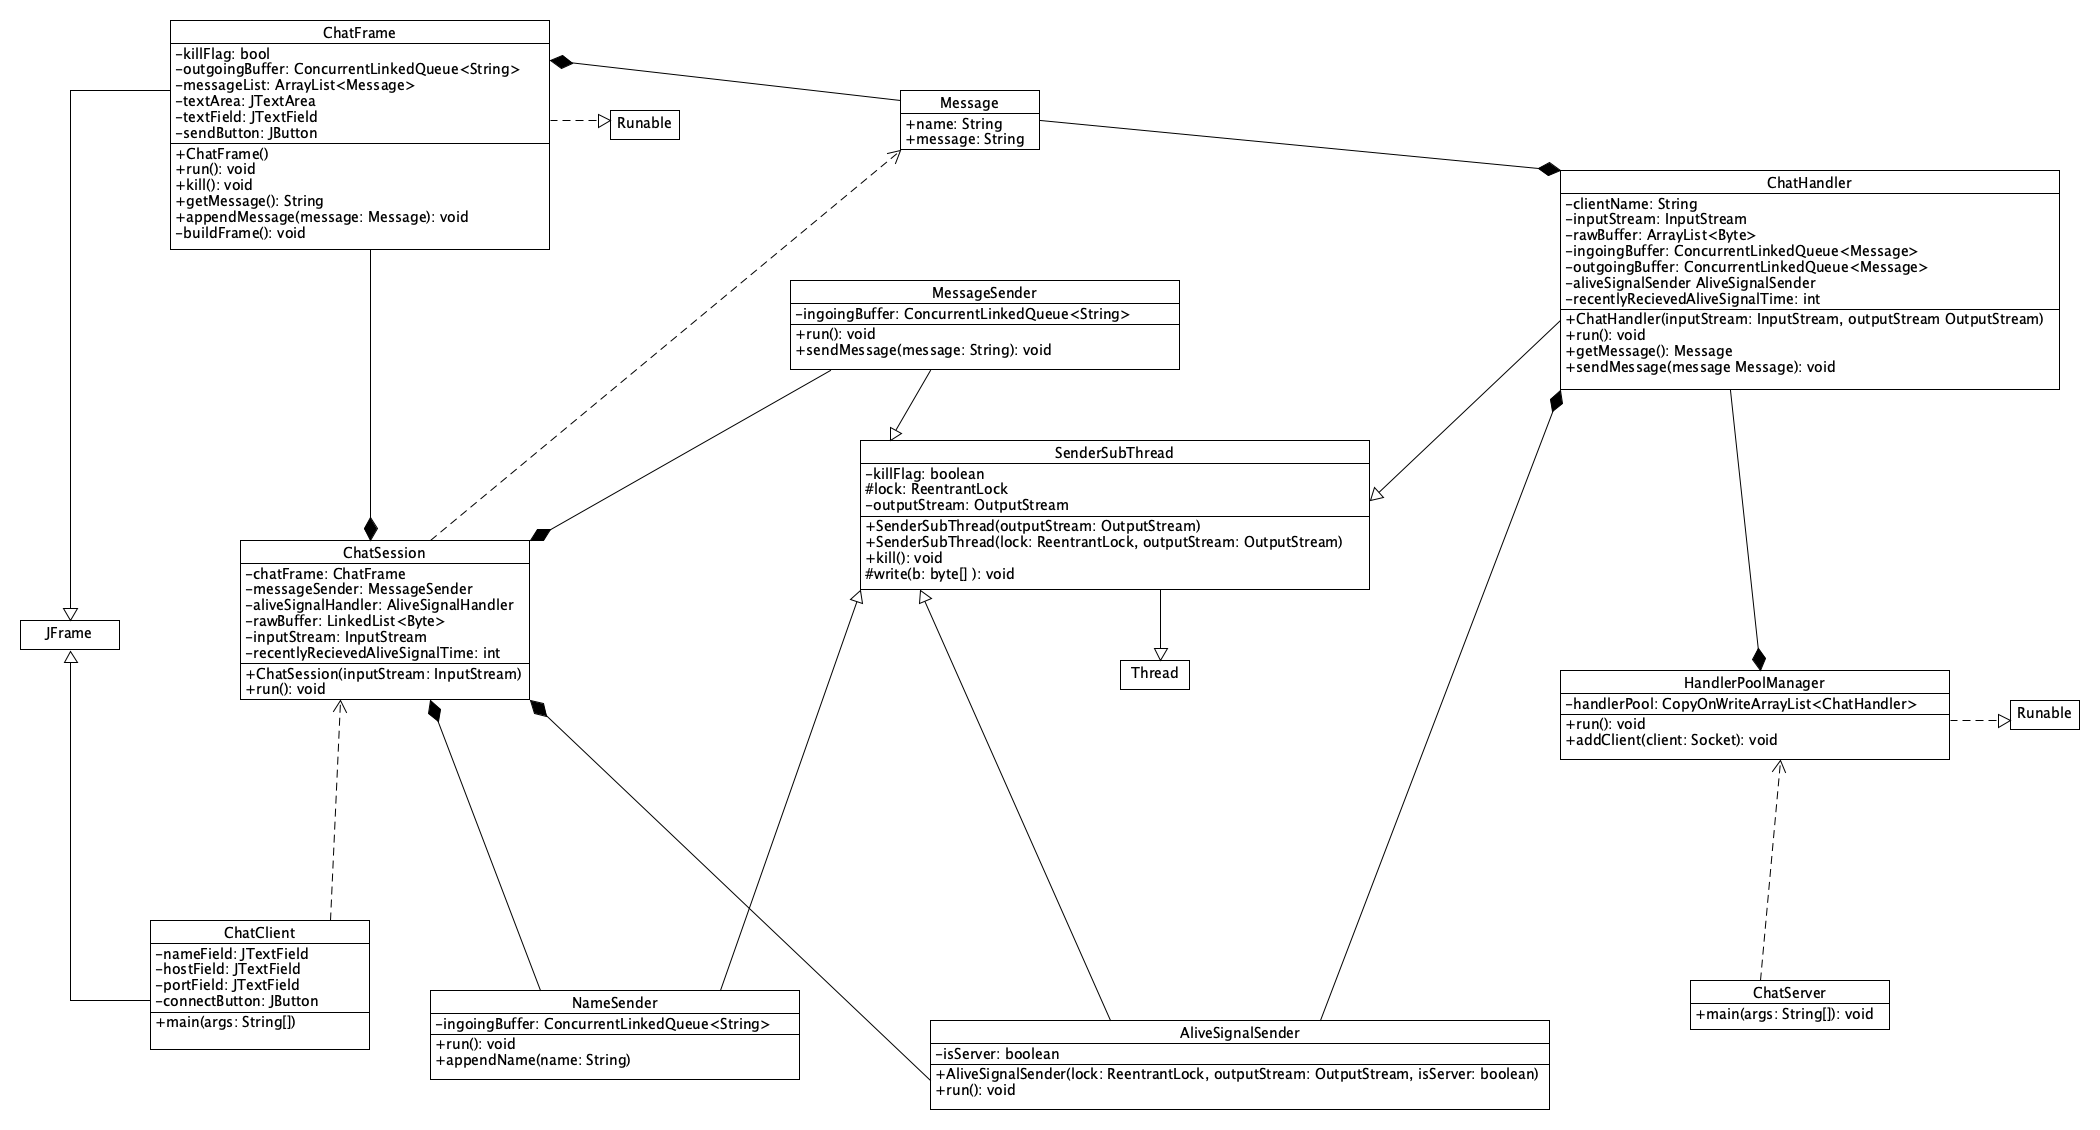 ChatFrame
-killFlag: bool
-outgoingBuffer: ConcurrentLinkedQueue<String>
-messageList: ArrayList<Message>
-textArea: JTextArea
-textField: JTextField
-sendButton: JButton
+ChatFrame()
+run(): void
+kill(): void
+getMessage(): String
+appendMessage(message: Message): void
-buildFrame(): void
Runable
Message
+name: String
+message: String
ChatHandler
-clientName: String
-inputStream: InputStream
-rawBuffer: ArrayList<Byte>
-ingoingBuffer: ConcurrentLinkedQueue<Message>
-outgoingBuffer: ConcurrentLinkedQueue<Message>
-aliveSignalSender AliveSignalSender
-recentlyRecievedAliveSignalTime: int
+ChatHandler(inputStream: InputStream, outputStream OutputStream)
+run(): void
+getMessage(): Message
+sendMessage(message Message): void
MessageSender
-ingoingBuffer: ConcurrentLinkedQueue<String>
+run(): void
+sendMessage(message: String): void
SenderSubThread
-killFlag: boolean
#lock: ReentrantLock
-outputStream: OutputStream
+SenderSubThread(outputStream: OutputStream)
+SenderSubThread(lock: ReentrantLock, outputStream: OutputStream)
+kill(): void
#write(b: byte[] ): void
ChatSession
-chatFrame: ChatFrame
-messageSender: MessageSender
-aliveSignalHandler: AliveSignalHandler
-rawBuffer: LinkedList<Byte>
-inputStream: InputStream
-recentlyRecievedAliveSignalTime: int
+ChatSession(inputStream: InputStream)
+run(): void
JFrame
Thread
HandlerPoolManager
-handlerPool: CopyOnWriteArrayList<ChatHandler>
+run(): void
+addClient(client: Socket): void
Runable
ChatClient
-nameField: JTextField
-hostField: JTextField
-portField: JTextField
-connectButton: JButton
+main(args: String[])
NameSender
-ingoingBuffer: ConcurrentLinkedQueue<String>
+run(): void
+appendName(name: String)
AliveSignalSender
-isServer: boolean
+AliveSignalSender(lock: ReentrantLock, outputStream: OutputStream, isServer: boolean)
+run(): void
ChatServer
+main(args: String[]): void